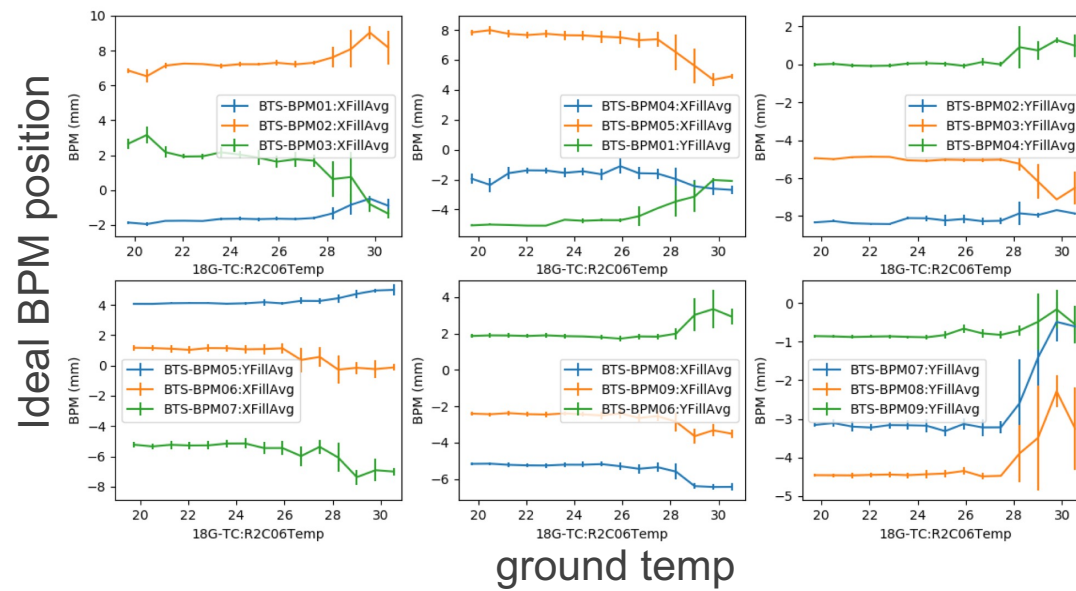 Ideal BPM position
10
8
6
4
2
0
−2
BPM (mm)
BTS-BPM01:XFillAvg
BTS-BPM02:XFillAvg
BTS-BPM03:XFillAvg
20 22 24 26 28 30
18G-TC:R2C06Temp
8
6
4
2
0
−2
−4
BPM (mm)
BTS-BPM04:XFillAvg
BTS-BPM05:XFillAvg
BTS-BPM01:YFillAvg
20 22 24 26 28 30
18G-TC:R2C06Temp
2
0
−2
−4
−6
−8
BPM (mm)
BTS-BPM02:YFillAvg
BTS-BPM03:YFillAvg
BTS-BPM04:YFillAvg
20 22 24 26 28 30
18G-TC:R2C06Temp
4
2
0
−2
−4
−6
−8
BPM (mm)
BTS-BPM05:YFillAvg
BTS-BPM06:XFillAvg
BTS-BPM07:XFillAvg
20 22 24 26 28 30
18G-TC:R2C06Temp
4
2
0
−2
−4
−6
BPM (mm)
BTS-BPM08:XFillAvg
BTS-BPM09:XFillAvg
BTS-BPM06:YFillAvg
20 22 24 26 28 30
18G-TC:R2C06Temp
0
−1
−2
−3
−4
−5
BPM (mm)
BTS-BPM07:YFillAvg
BTS-BPM08:YFillAvg
BTS-BPM09:YFillAvg
20 22 24 26 28 30
18G-TC:R2C06Temp
ground temp